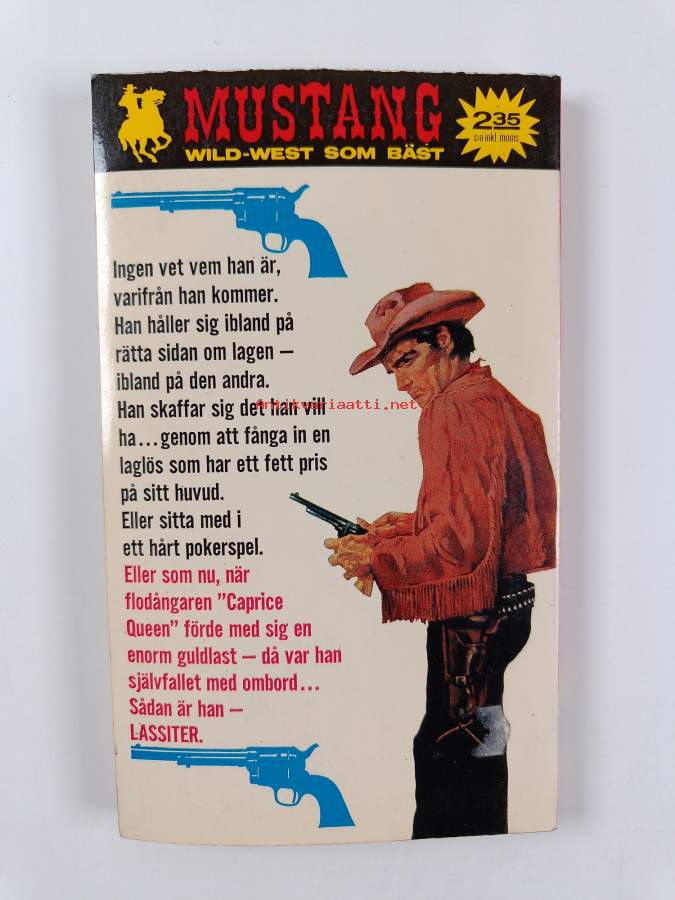 MUSTANG
WILD-WEST SOM BÄST
2 35
ca inkl moms
Ingen vet vem han är,
varifrån han kommer.
Han håller sig ibland på
rätta sidan om lagen –
ibland på den andra.
Han skaffar sig det han vill
ha...genom att fånga in en
laglös som har ett fett pris
på sitt huvud.
Eller sitta med i
ett hårt pokerspel.
Eller som nu, när
flodångaren ”Caprice
Queen” förde med sig en
enorm guldlast – då var han
självfallet med ombord...
Sådan är han –
LASSITER.
Antikvariaatti.net